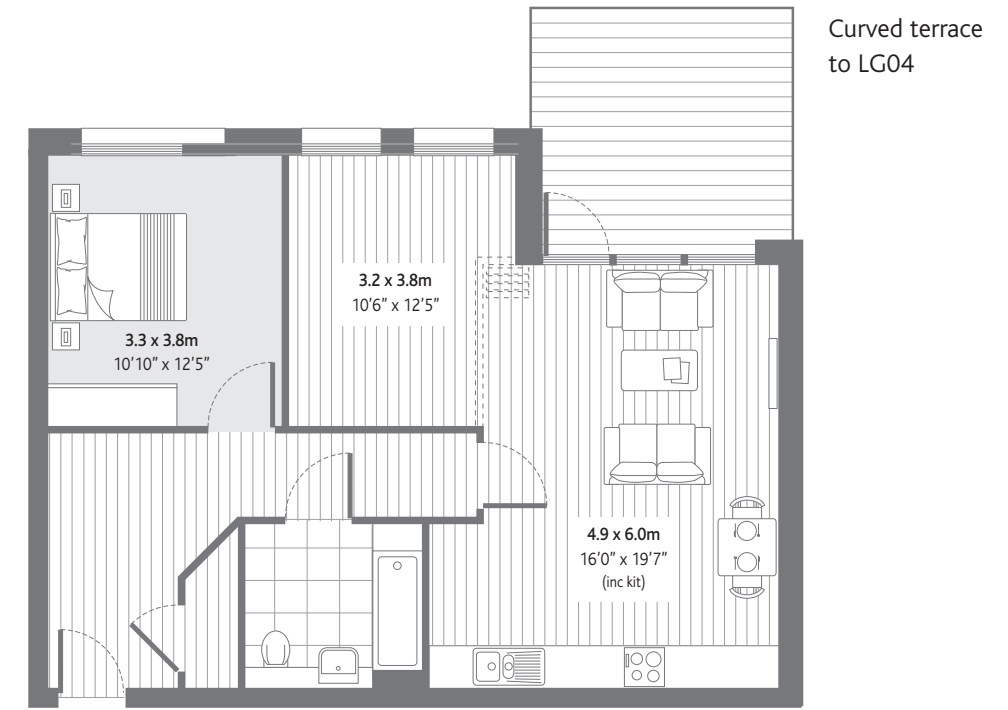 Curved terrace
to LG04
3.2 x 3.8m
10’6” x 12’5”
3.3 x 3.8m
10’10” x 12’5”
4.9 x 6.0m
16’0” x 19’7”
(inc kit)